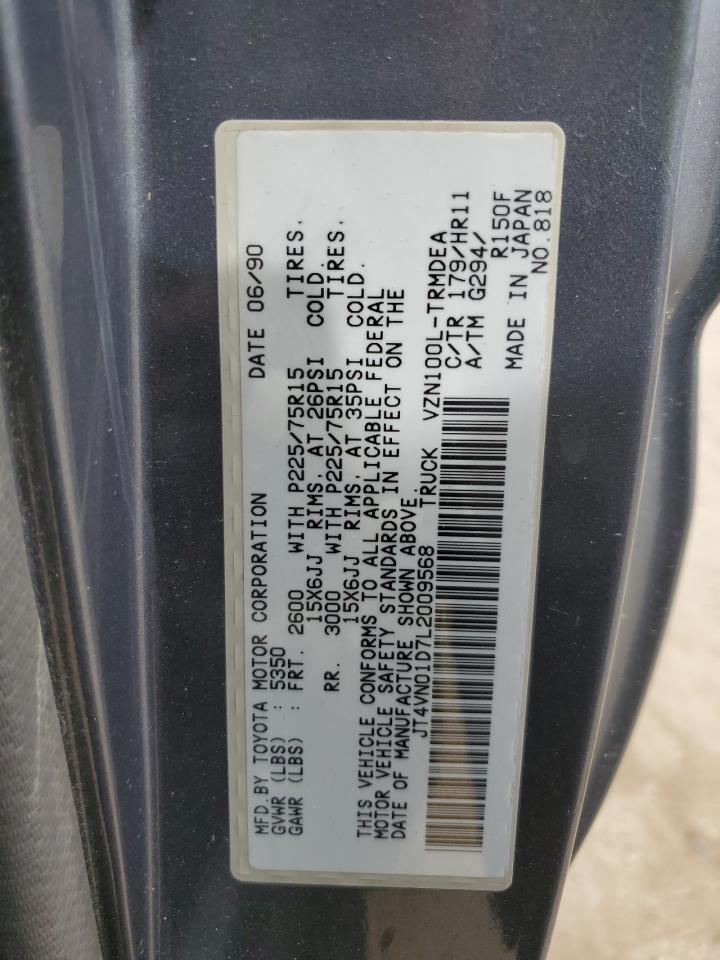 MFD.BY TOYOTA MOTOR CORPORATION DATE 06/90
GVWR (LBS) : 5350
GAWR (LBS) : FRT. 2600 WITH P225/75R15 TIRES.
15X6JJ RIMS. AT 26PSI COLD.
RR. 3000 WITH P225/75R15 TIRES.
15X6JJ RIMS. AT 35PSI COLD.
THIS VEHICLE CONFORMS TO ALL APPLICABLE FEDERAL
MOTOR VEHICLE SAFETY STANDARDS IN EFFECT ON THE
DATE OF MANUFACTURE SHOWN ABOVE.
JT4VN01D7L2009568 TRUCK VZN100L-TRMDEA
C/TR 179/HR11
A/TM G294/
R150F
MADE IN JAPAN
NO.818